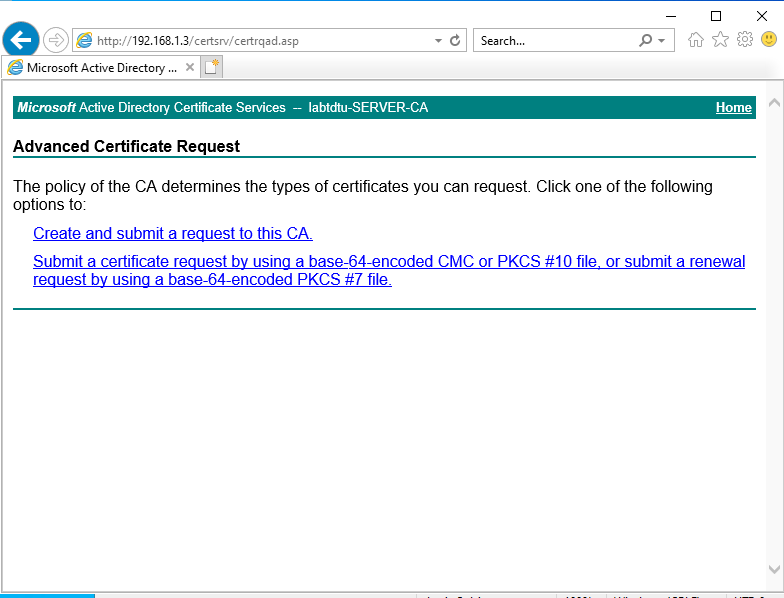 http://192.168.1.3/certsrv/certrqad.asp
Search...
Microsoft Active Directory ...
Microsoft Active Directory Certificate Services -- labtdtu-SERVER-CA Home
Advanced Certificate Request
The policy of the CA determines the types of certificates you can request. Click one of the following
options to:
Create and submit a request to this CA.
Submit a certificate request by using a base-64-encoded CMC or PKCS #10 file, or submit a renewal
request by using a base-64-encoded PKCS #7 file.